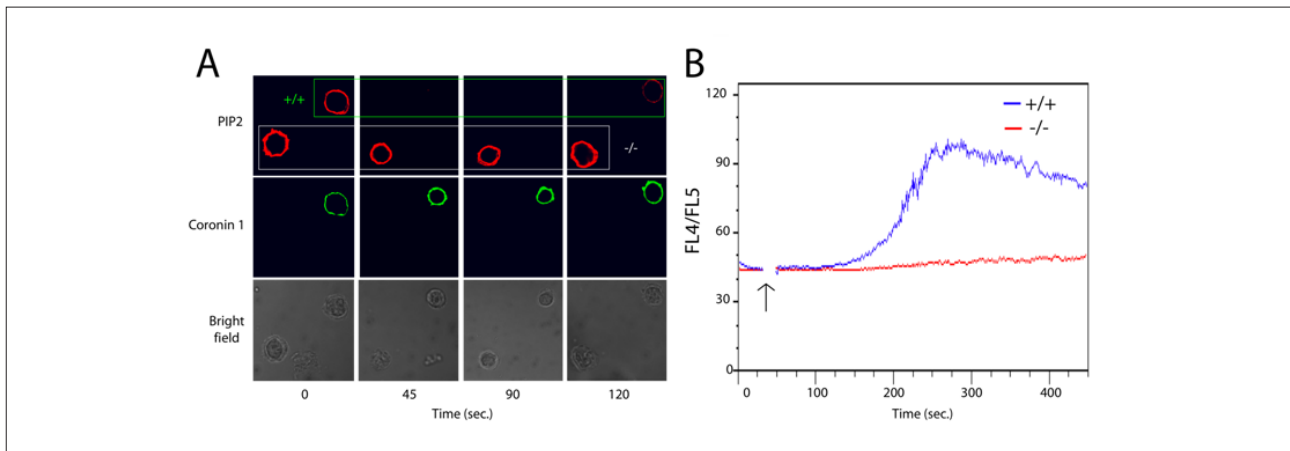 A
+/+
PIP2
-/-
Coronin 1
Bright
field
0 45 90 120
Time (sec.)
B
+/+
-/-
FL4/FL5
120
90
60
30
0
0 100 200 300 400
Time (sec.)